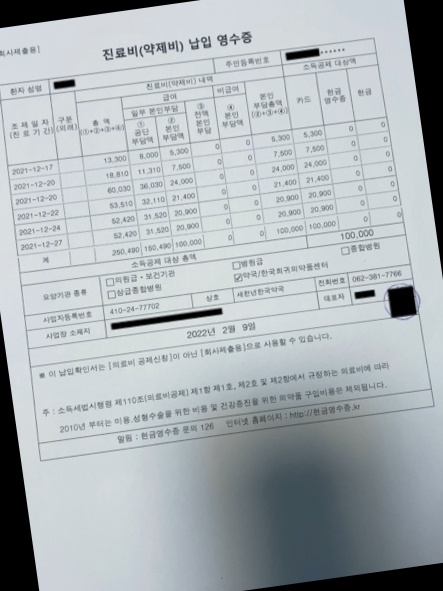 [회사제출용]
진료비(약제비) 납입 영수증
환자 성명
주민등록번호 ******
진료비(약제비) 내역
소득공제 대상액
조제일자
(진료기간)
구분
(외래)
총 액
(①+②+③+④)
급여
일부 본인부담
①
공단
부담액
②
본인
부담액
③
전액
본인
부담
비급여
④
본인
부담액
본인
부담총액
(②+③+④)
카드
현금
영수증
현금
2021-12-17 13,300 8,000 5,300 0 0 5,300 5,300 0 0
2021-12-20 18,810 11,310 7,500 0 0 7,500 7,500 0 0
2021-12-20 60,030 36,030 24,000 0 0 24,000 24,000 0 0
2021-12-22 53,510 32,110 21,400 0 0 21,400 21,400 0 0
2021-12-24 52,420 31,520 20,900 0 0 20,900 20,900 0 0
2021-12-27 52,420 31,520 20,900 0 0 20,900 20,900 0 0
계 250,490 150,490 100,000 0 0 100,000 100,000 0 0
소득공제 대상 총액 100,000
요양기관 종류
□의원급·보건기관 □병원급 □종합병원
□상급종합병원 ☑약국/한국희귀의약품센터
사업자등록번호 410-24-77702 상호 새천년한국약국 전화번호 062-381-7766
사업장 소재지 대표자
2022년 2월 9일
※ 이 납입확인서는 [의료비 공제신청]이 아닌 [회사제출용]으로 사용할 수 있습니다.
주 : 소득세법시행령 제110조(의료비공제) 제1항 제1호, 제2호 및 제2항에서 규정하는 의료비에 따라
2010년 부터는 미용,성형수술을 위한 비용 및 건강증진을 위한 의약품 구입비용은 제외됩니다.
알림 : 현금영수증 문의 126 인터넷 홈페이지 : http://현금영수증.kr